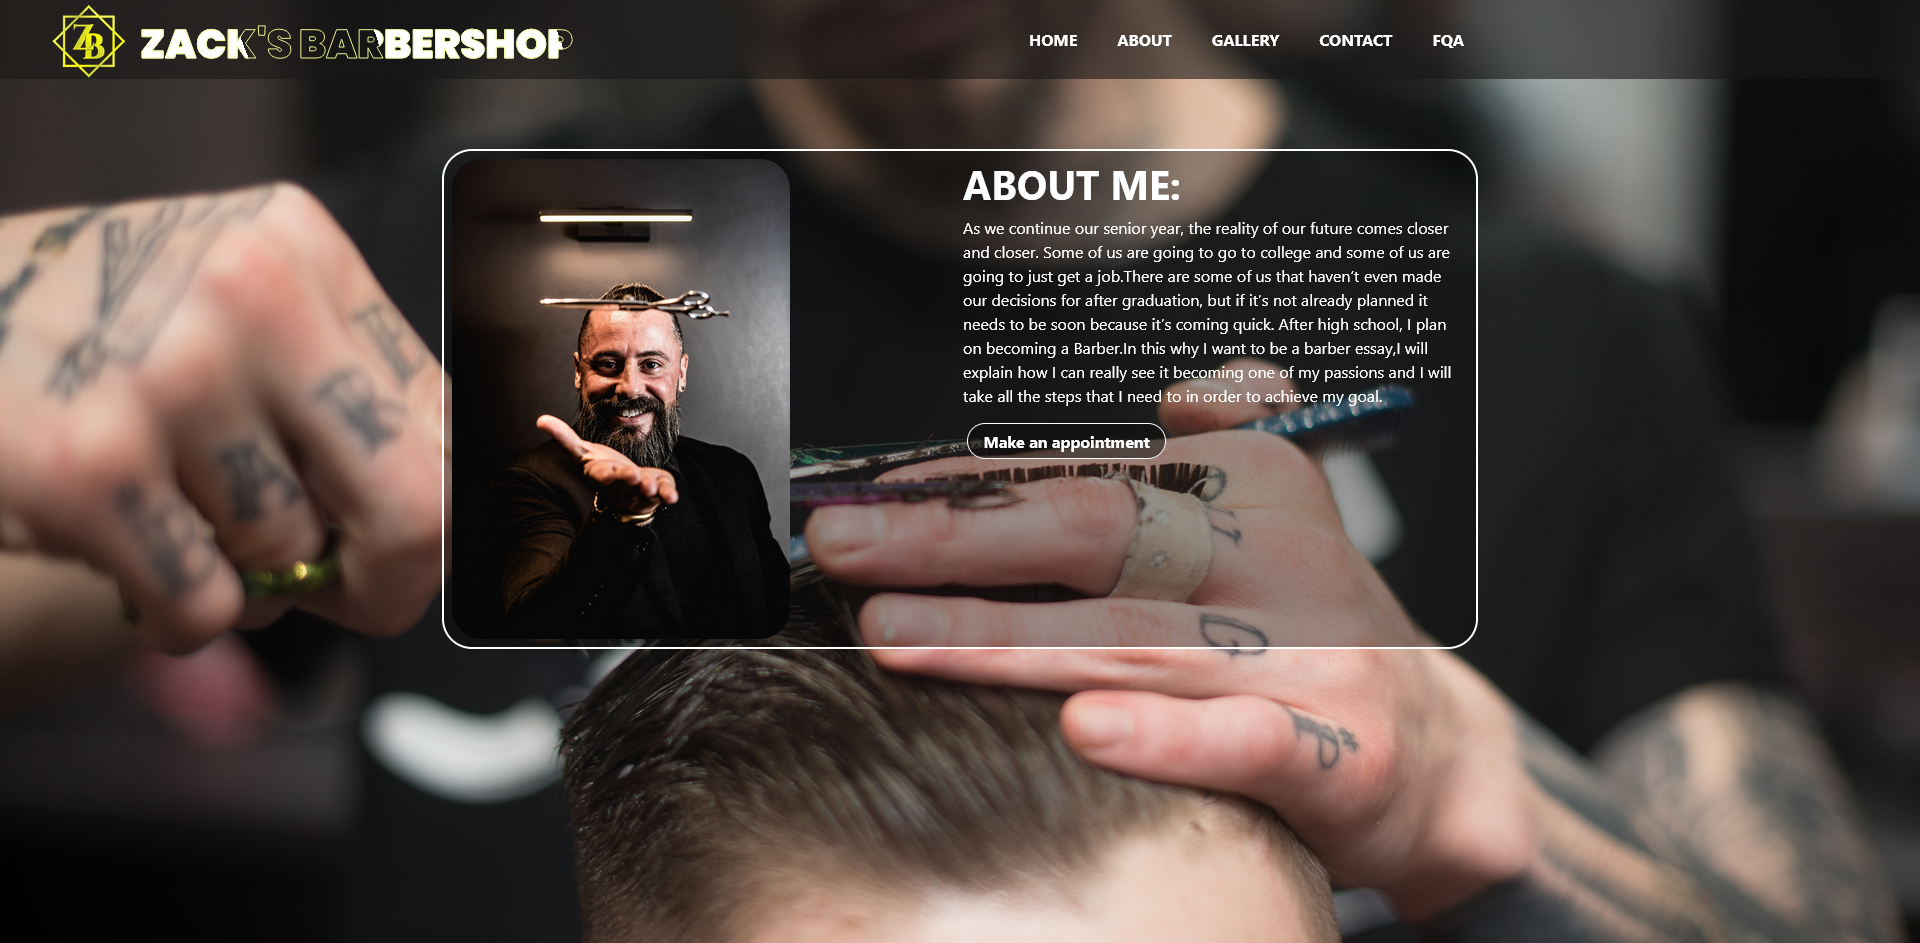 ZB
ZACK'S BARBERSHOP
HOME ABOUT GALLERY CONTACT FQA
ABOUT ME:
As we continue our senior year, the reality of our future comes closer
and closer. Some of us are going to go to college and some of us are
going to just get a job.There are some of us that haven’t even made
our decisions for after graduation, but if it’s not already planned it
needs to be soon because it’s coming quick. After high school, I plan
on becoming a Barber.In this why I want to be a barber essay,I will
explain how I can really see it becoming one of my passions and I will
take all the steps that I need to in order to achieve my goal.
Make an appointment